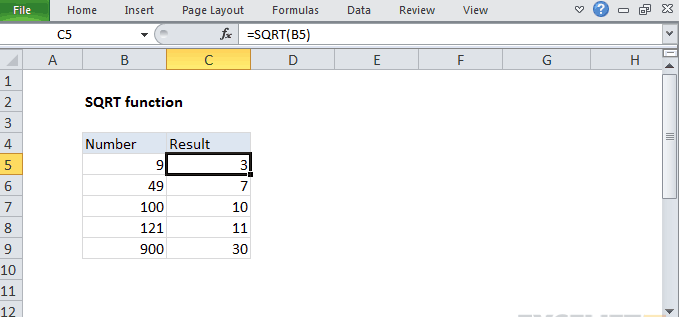 File Home Insert Page Layout Formulas Data Review View
C5 fx =SQRT(B5)
A B C D E F G H
1
2 SQRT function
3
4 Number Result
5 9 3
6 49 7
7 100 10
8 121 11
9 900 30
10
11
12